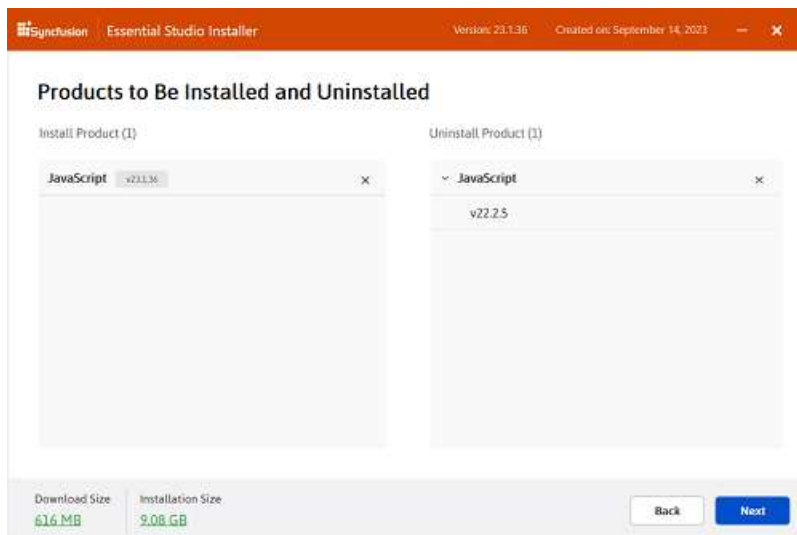 Syncfusion Essential Studio Installer Version: 23.1.36 Created on: September 14, 2023
Products to Be Installed and Uninstalled
Install Product (1)
Uninstall Product (1)
JavaScript v23.1.36
JavaScript
v22.2.5
Download Size
616 MB
Installation Size
9.08 GB
Back
Next